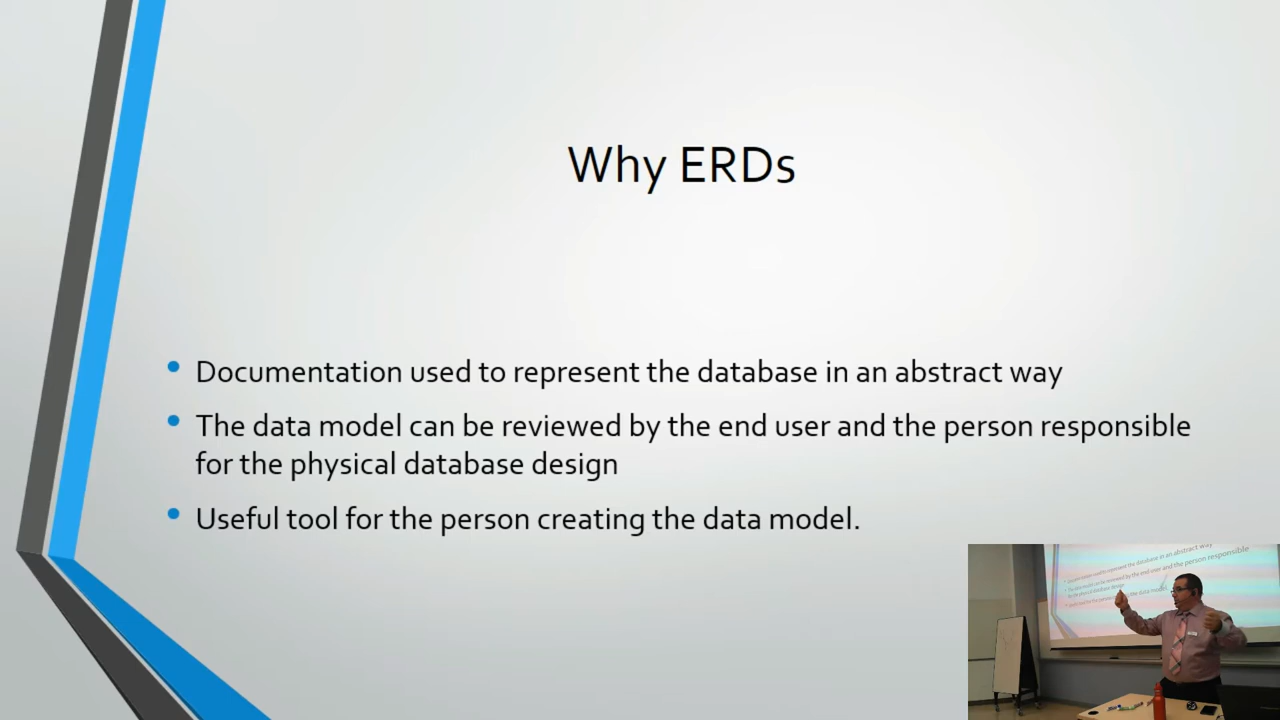 Why ERDs
• Documentation used to represent the database in an abstract way
• The data model can be reviewed by the end user and the person responsible
for the physical database design
• Useful tool for the person creating the data model.